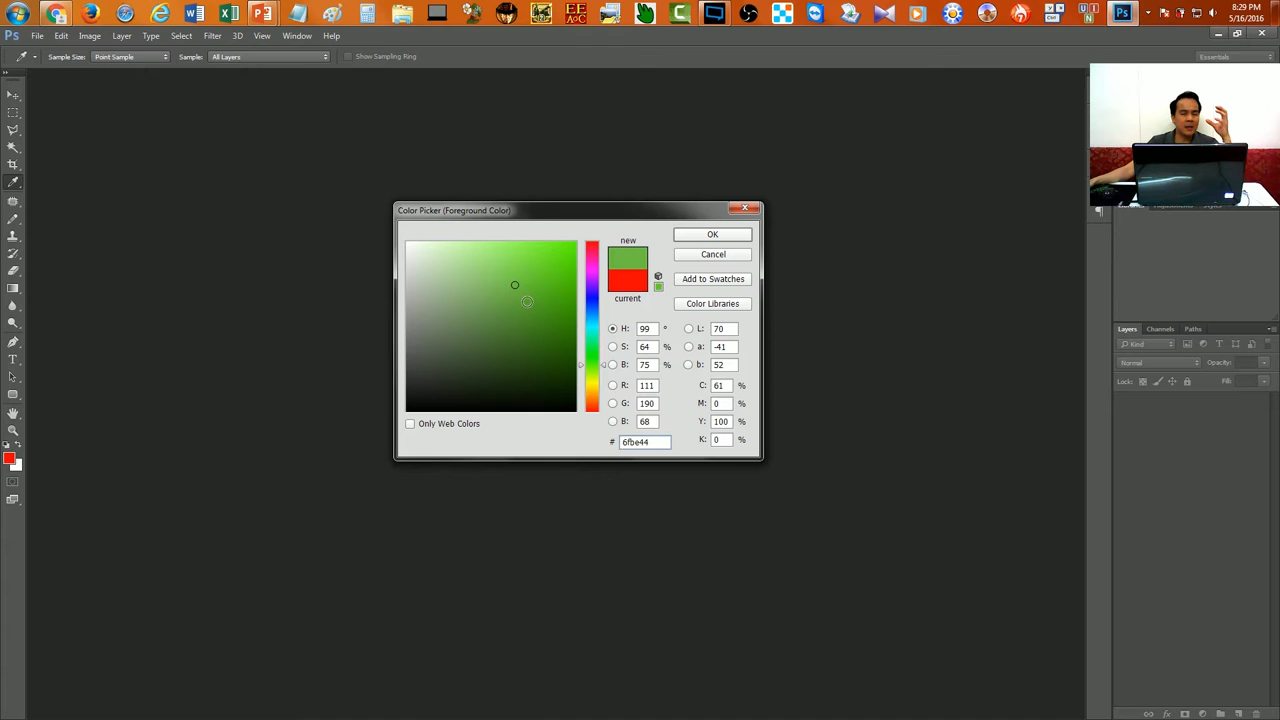 8:29 PM
5/16/2016
Ps File Edit Image Layer Type Select Filter 3D View Window Help
Sample Size: Point Sample Sample: All Layers Show Sampling Ring Essentials
Color Picker (Foreground Color)
new
OK
Cancel
Add to Swatches
current
Color Libraries
H: 99 ° L: 70
S: 64 % a: -41
B: 75 % b: 52
R: 111 C: 61 %
G: 190 M: 0 %
B: 68 Y: 100 %
# 6fbe44 K: 0 %
Only Web Colors
Layers Channels Paths
Kind
Normal Opacity:
Lock: Fill: